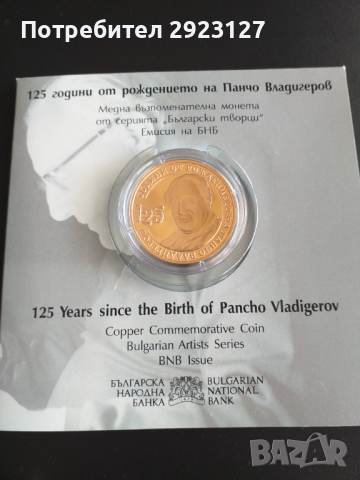 Потребител 2923127
125 години от рождението на Панчо Владигеров
Медна възпоменателна монета
от серията „Български творци“
Емисия на БНБ
125
125 Years since the Birth of Pancho Vladigerov
Copper Commemorative Coin
Bulgarian Artists Series
BNB Issue
БЪЛГАРСКА НАРОДНА БАНКА
BULGARIAN NATIONAL BANK
BAZAR